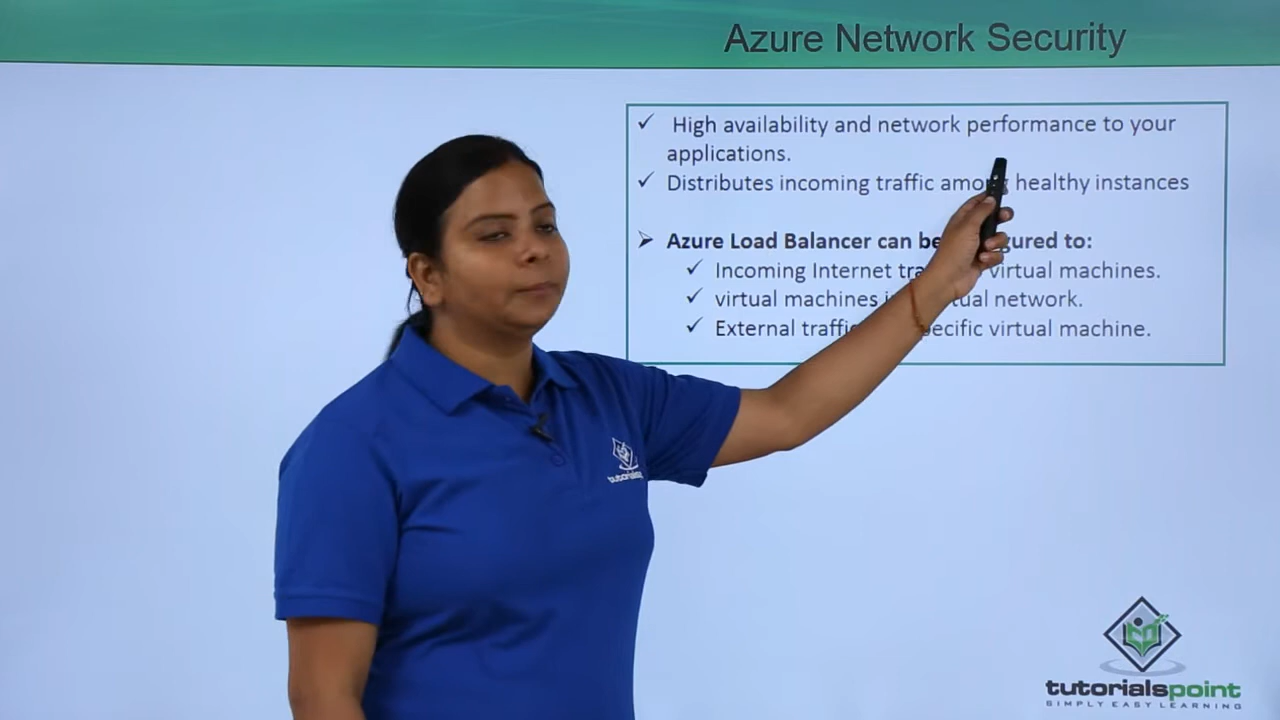 Azure Network Security
✓ High availability and network performance to your
applications.
✓ Distributes incoming traffic among healthy instances
➢ Azure Load Balancer can be gured to:
✓ Incoming Internet tra virtual machines.
✓ virtual machines tual network.
✓ External traffic ecific virtual machine.
tutorialspoint
tutorialspoint
SIMPLY EASY LEARNING